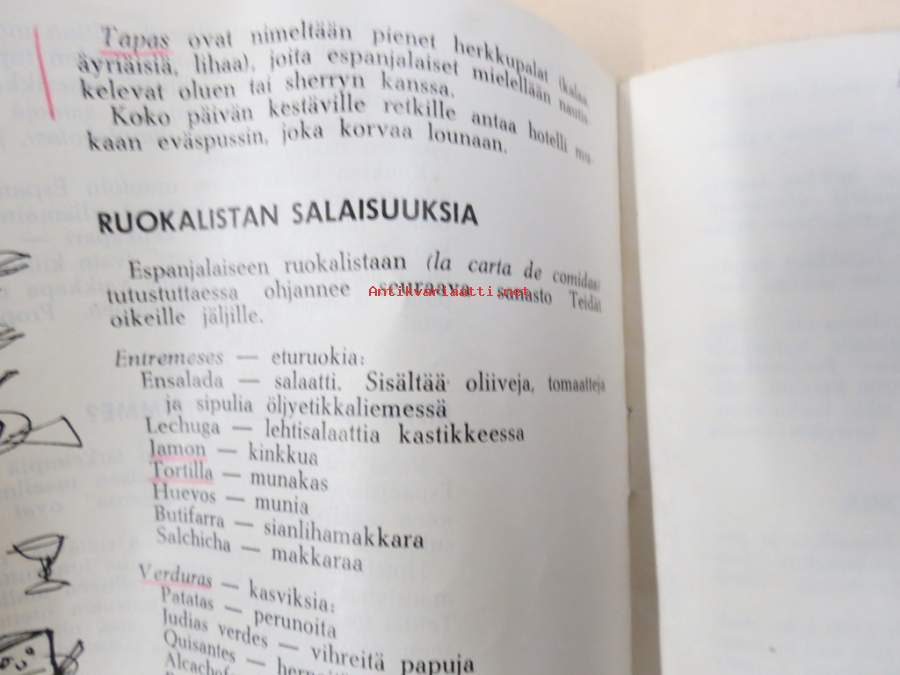 Tapas ovat nimeltään pienet herkkupalat (kalaa,
äyriäisiä, lihaa), joita espanjalaiset mielellään nautis-
kelevat oluen tai sherryn kanssa.
Koko päivän kestäville retkille antaa hotelli mu-
kaan eväspussin, joka korvaa lounaan.
RUOKALISTAN SALAISUUKSIA
Espanjalaiseen ruokalistaan (la carta de comidas)
tutustuttaessa ohjannee seuraava sanasto Teidät
oikeille jäljille.
Antikvariaatti.net
Entremeses — eturuokia:
Ensalada — salaatti. Sisältää oliiveja, tomaatteja
ja sipulia öljyetikkaliemessä
Lechuga — lehtisalaattia kastikkeessa
Jamon — kinkkua
Tortilla — munakas
Huevos — munia
Butifarra — sianlihamakkara
Salchicha — makkaraa
Verduras — kasviksia:
Patatas — perunoita
Judias verdes — vihreitä papuja
Quisantes —